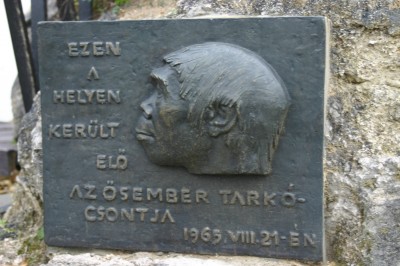 EZEN
A
HELYEN
KERÜLT
ELŐ
AZ ŐSEMBER TARKÓ-
CSONTJA
1965.VIII.21-ÉN